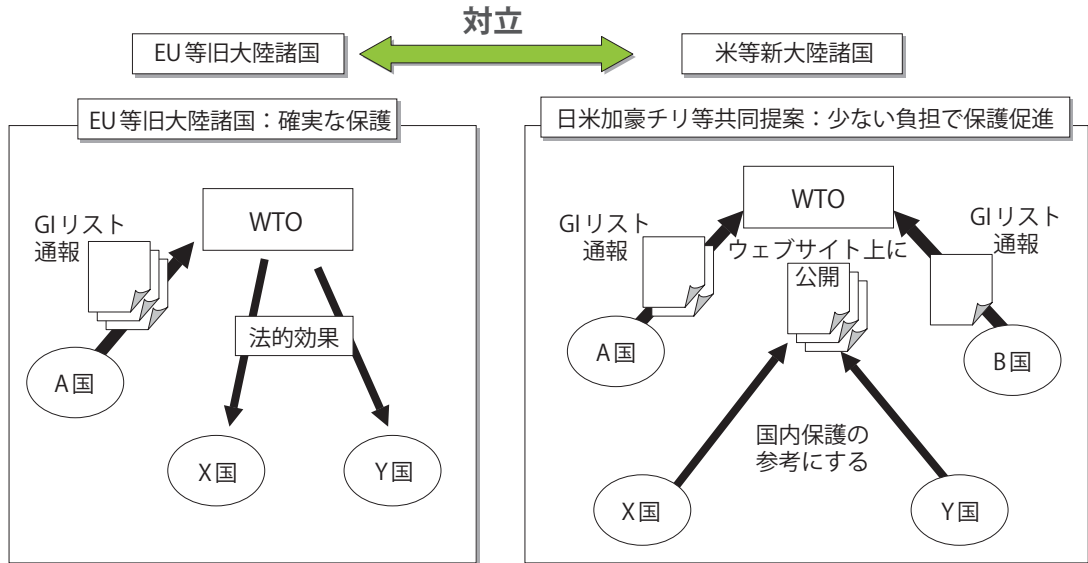 対立
EU等旧大陸諸国
米等新大陸諸国
EU等旧大陸諸国：確実な保護
WTO
GIリスト
通報
法的効果
A国
X国
Y国
日米加豪チリ等共同提案：少ない負担で保護促進
WTO
GIリスト
通報
GIリスト
通報
ウェブサイト上に
公開
A国
B国
国内保護の
参考にする
X国
Y国